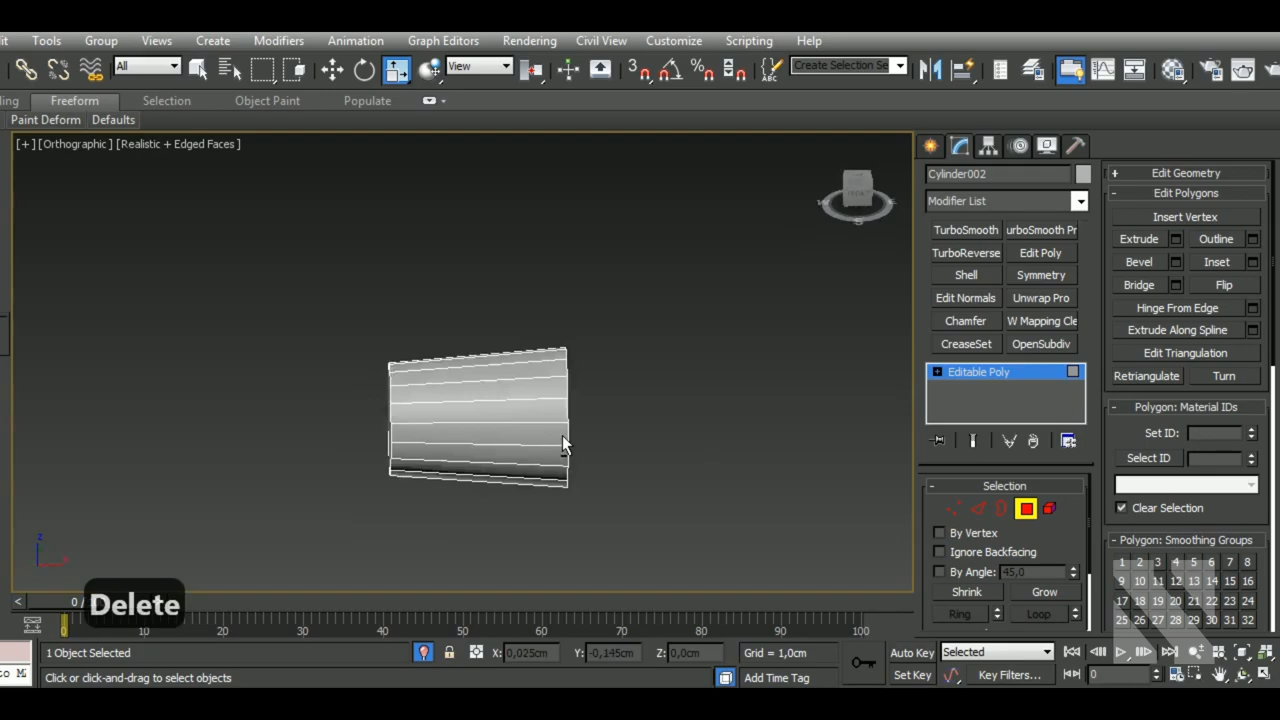 it Tools Group Views Create Modifiers Animation Graph Editors Rendering Civil View Customize Scripting Help
All View 3 ABC Create Selection Se
ling Freeform Selection Object Paint Populate
Paint Deform Defaults
[+] [Orthographic] [Realistic + Edged Faces]
W E S
Cylinder002
Modifier List
TurboSmooth urboSmooth Pr
TurboReverse Edit Poly
Shell Symmetry
Edit Normals Unwrap Pro
Chamfer W Mapping Cle
CreaseSet OpenSubdiv
+ Editable Poly
- Selection
By Vertex
Ignore Backfacing
By Angle: 45,0
Shrink Grow
Ring Loop
+ Edit Geometry
- Edit Polygons
Insert Vertex
Extrude Outline
Bevel Inset
Bridge Flip
Hinge From Edge
Extrude Along Spline
Edit Triangulation
Retriangulate Turn
- Polygon: Material IDs
Set ID:
Select ID
Clear Selection
- Polygon: Smoothing Groups
1 2 3 4 5 6 7 8
9 10 11 12 13 14 15 16
17 18 19 20 21 22 23 24
25 26 27 28 29 30 31 32
z x
Delete
< 0 /
0 10 20 30 40 50 60 70 80 90 100
1 Object Selected X: 0,025cm Y: -0,145cm Z: 0,0cm Grid = 1,0cm Auto Key Selected
to Mi Click or click-and-drag to select objects Add Time Tag Set Key Key Filters... 0